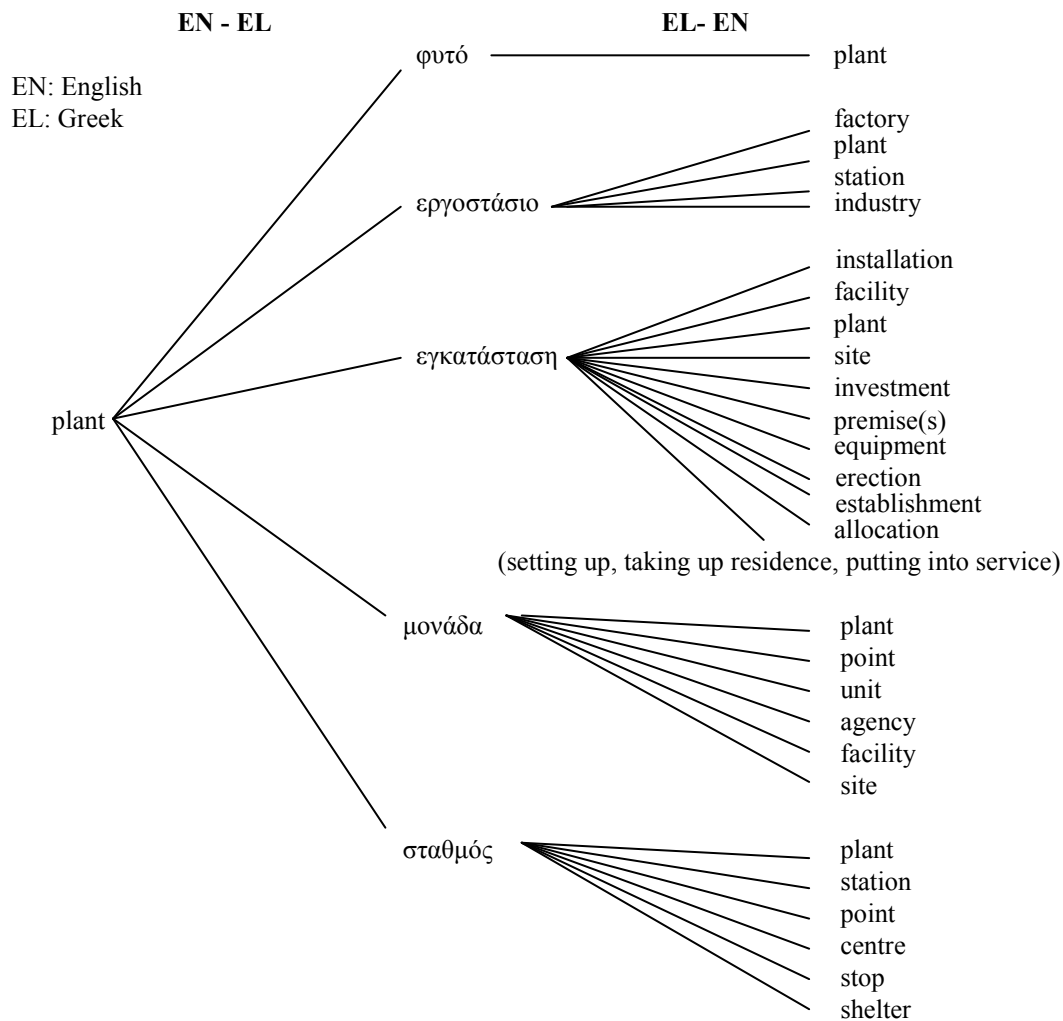 EN - EL
EL- EN
EN: English
EL: Greek
plant
φυτό
plant
εργοστάσιο
factory
plant
station
industry
εγκατάσταση
installation
facility
plant
site
investment
premise(s)
equipment
erection
establishment
allocation
(setting up, taking up residence, putting into service)
μονάδα
plant
point
unit
agency
facility
site
σταθμός
plant
station
point
centre
stop
shelter